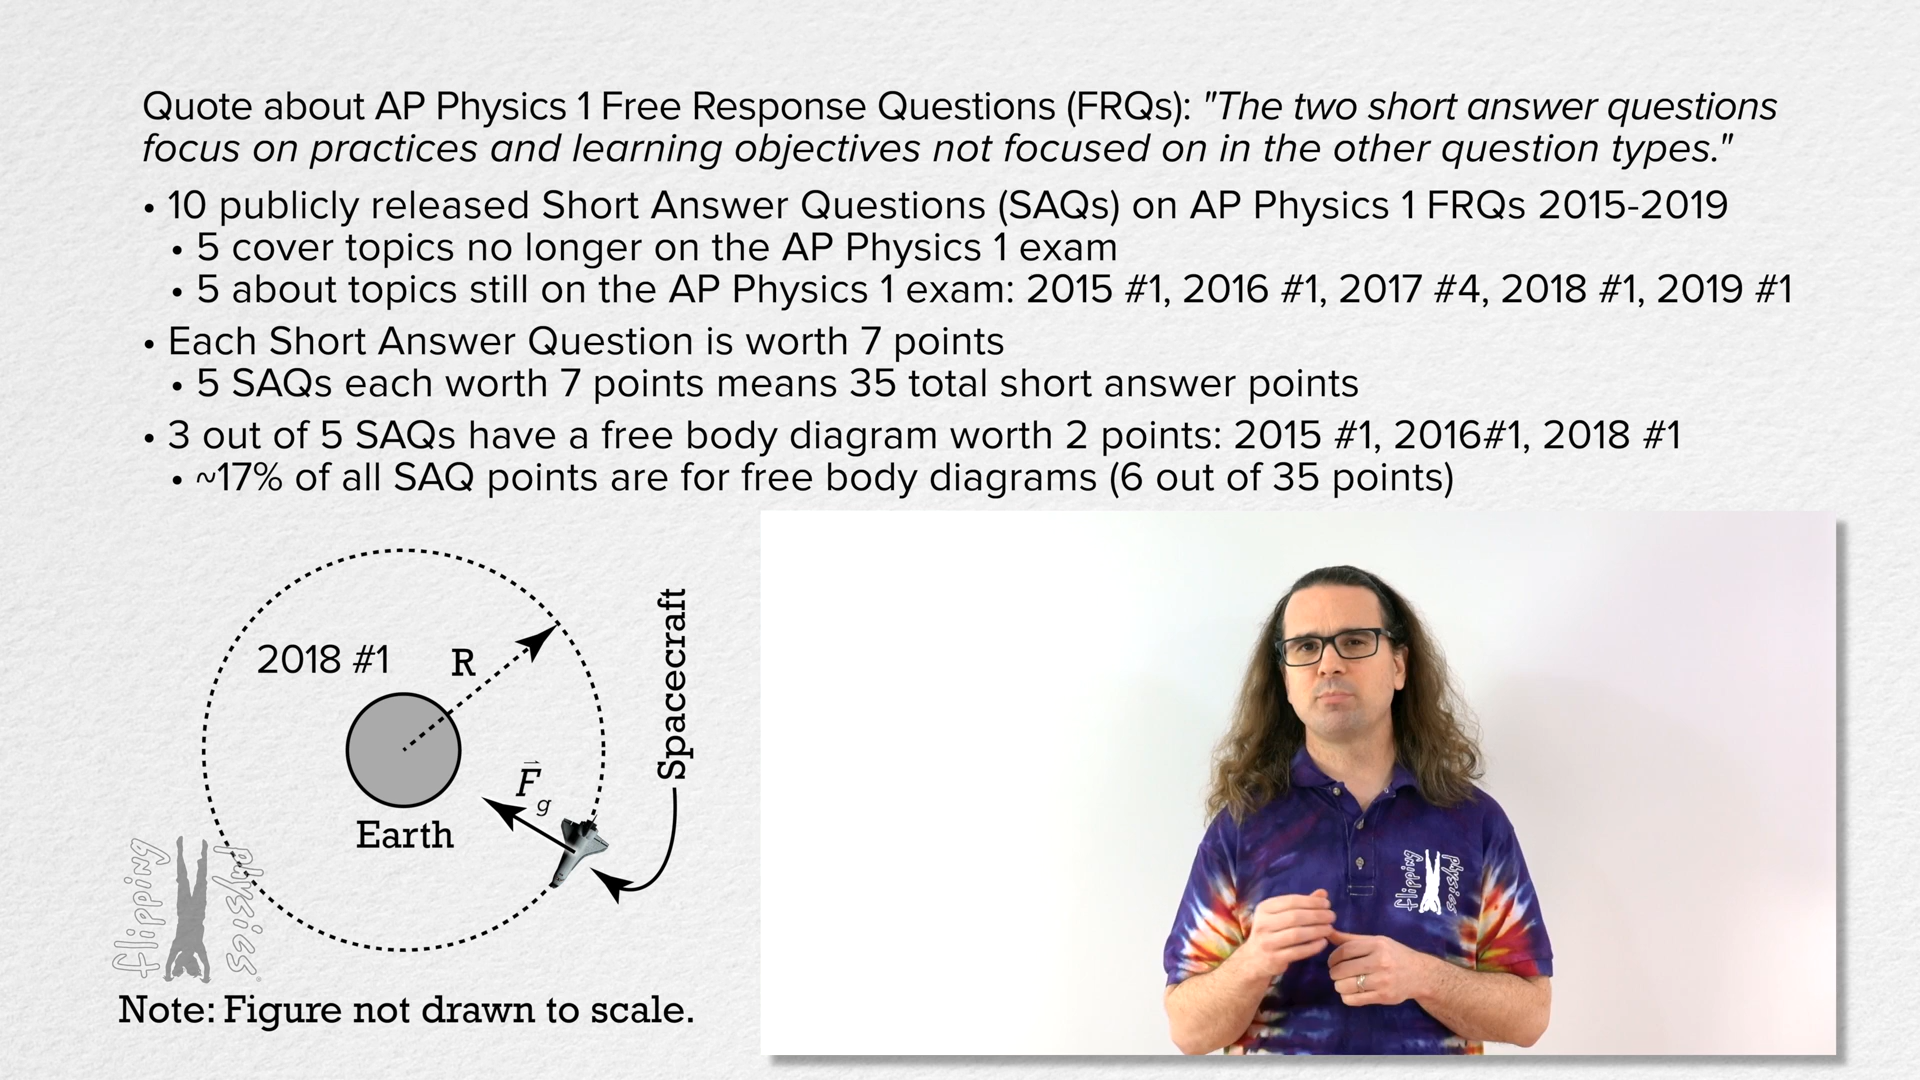 Quote about AP Physics 1 Free Response Questions (FRQs): "The two short answer questions
focus on practices and learning objectives not focused on in the other question types."
• 10 publicly released Short Answer Questions (SAQs) on AP Physics 1 FRQs 2015-2019
• 5 cover topics no longer on the AP Physics 1 exam
• 5 about topics still on the AP Physics 1 exam: 2015 #1, 2016 #1, 2017 #4, 2018 #1, 2019 #1
• Each Short Answer Question is worth 7 points
• 5 SAQs each worth 7 points means 35 total short answer points
• 3 out of 5 SAQs have a free body diagram worth 2 points: 2015 #1, 2016#1, 2018 #1
• ~17% of all SAQ points are for free body diagrams (6 out of 35 points)
2018 #1
R
Spacecraft
F⃗g
Earth
flipping
physics
Note: Figure not drawn to scale.
flipping
physics